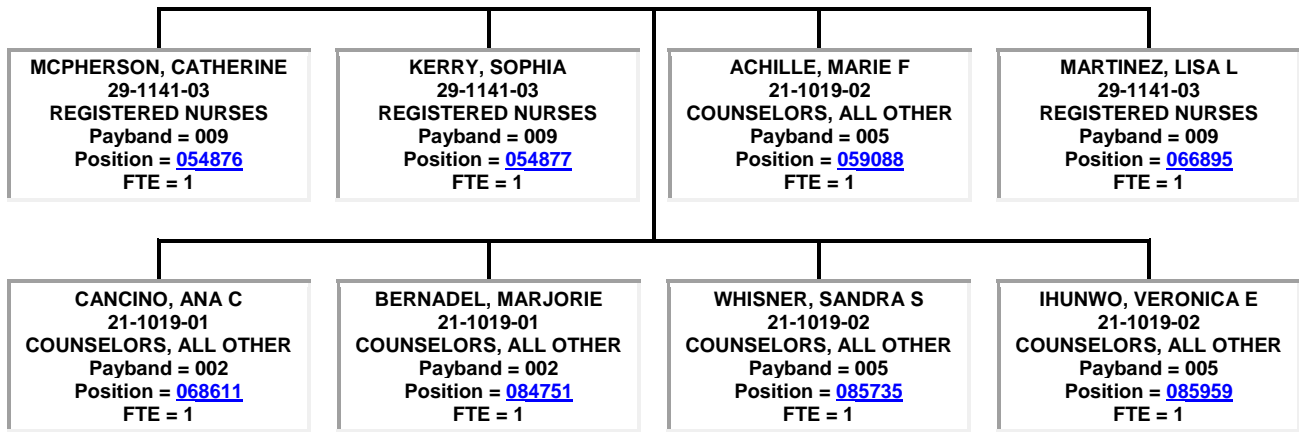 MCPHERSON, CATHERINE
29-1141-03
REGISTERED NURSES
Payband = 009
Position = 054876
FTE = 1
KERRY, SOPHIA
29-1141-03
REGISTERED NURSES
Payband = 009
Position = 054877
FTE = 1
ACHILLE, MARIE F
21-1019-02
COUNSELORS, ALL OTHER
Payband = 005
Position = 059088
FTE = 1
MARTINEZ, LISA L
29-1141-03
REGISTERED NURSES
Payband = 009
Position = 066895
FTE = 1
CANCINO, ANA C
21-1019-01
COUNSELORS, ALL OTHER
Payband = 002
Position = 068611
FTE = 1
BERNADEL, MARJORIE
21-1019-01
COUNSELORS, ALL OTHER
Payband = 002
Position = 084751
FTE = 1
WHISNER, SANDRA S
21-1019-02
COUNSELORS, ALL OTHER
Payband = 005
Position = 085735
FTE = 1
IHUNWO, VERONICA E
21-1019-02
COUNSELORS, ALL OTHER
Payband = 005
Position = 085959
FTE = 1